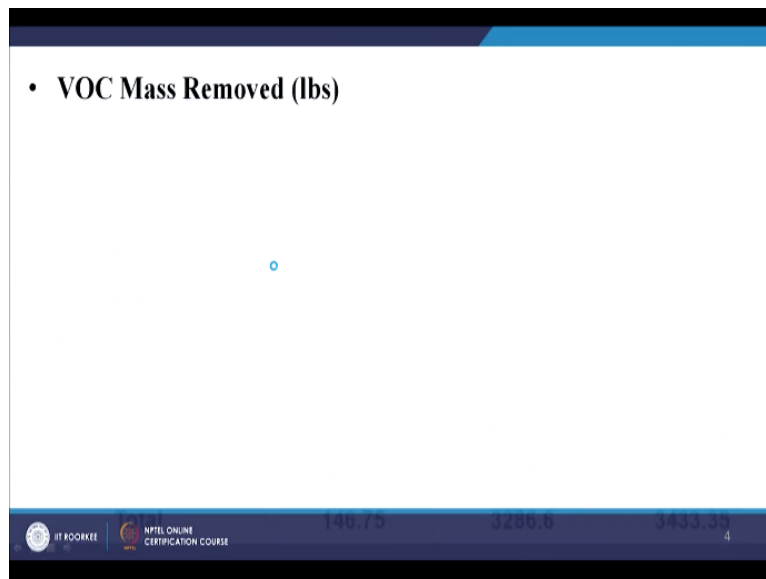 • VOC Mass Removed (lbs)
Total 146.75 3286.6 3433.35
IIT ROORKEE
NPTEL ONLINE
CERTIFICATION COURSE
4